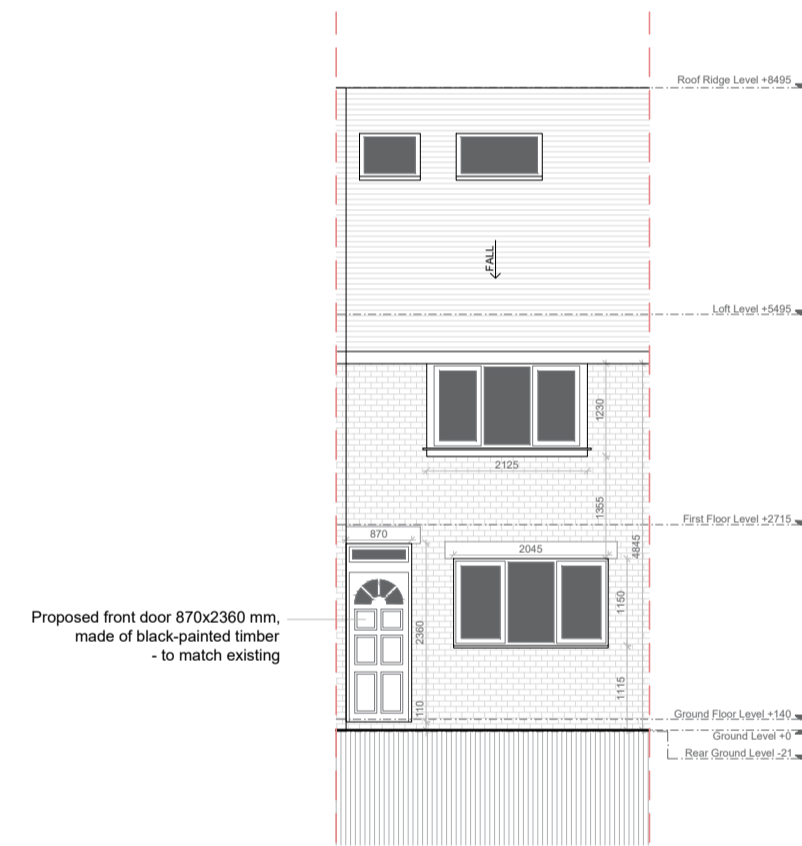 Roof Ridge Level +8495
FALL
Loft Level +5495
1230
2125
1355
First Floor Level +2715
870
2045
4845
1150
Proposed front door 870x2360 mm,
made of black-painted timber
- to match existing
2360
1115
110
Ground Floor Level +140
Ground Level +0
Rear Ground Level -21